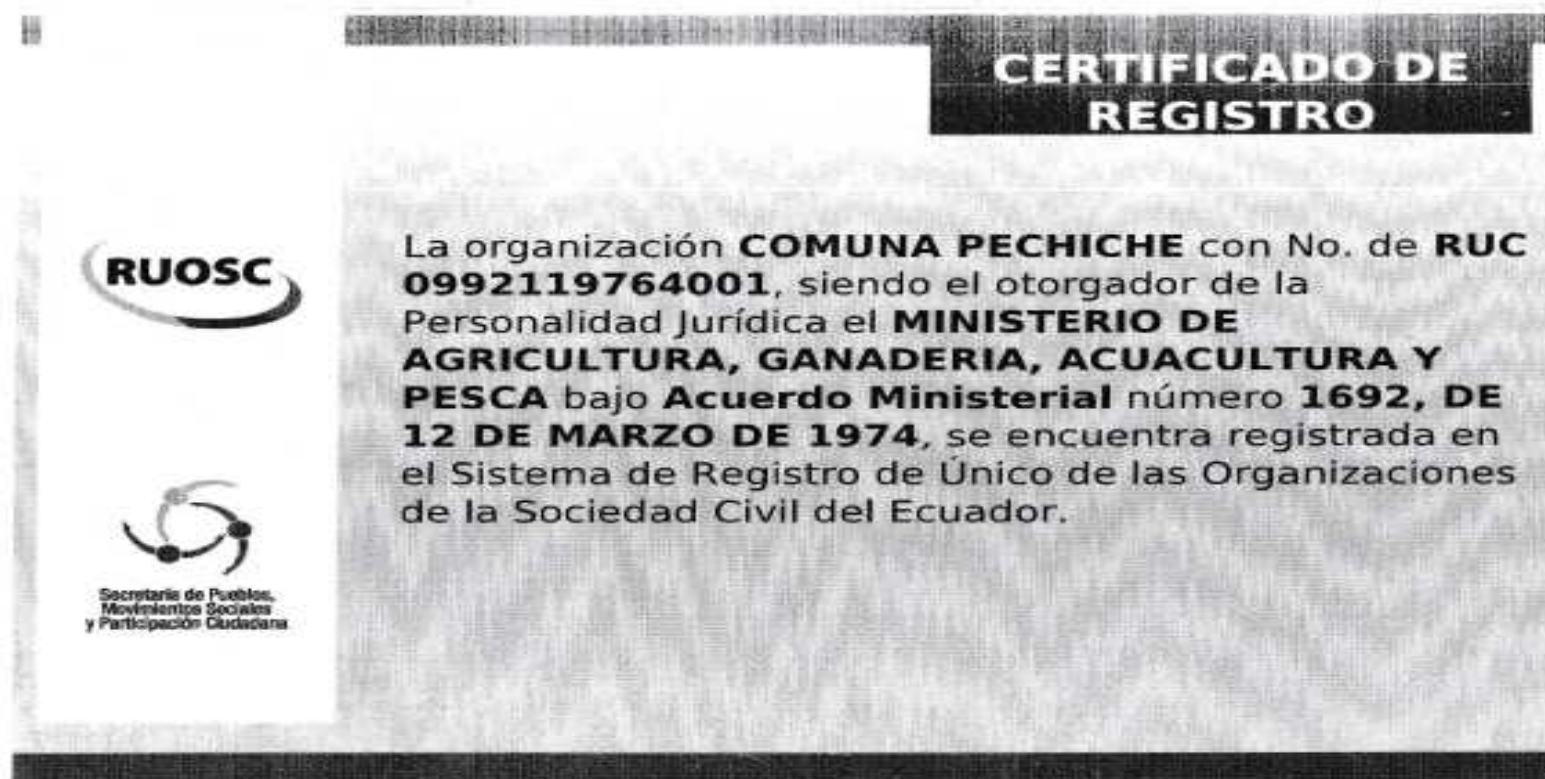 CERTIFICADO DE
REGISTRO
RUOSC
La organización COMUNA PECHICHE con No. de RUC
0992119764001, siendo el otorgador de la
Personalidad Jurídica el MINISTERIO DE
AGRICULTURA, GANADERIA, ACUACULTURA Y
PESCA bajo Acuerdo Ministerial número 1692, DE
12 DE MARZO DE 1974, se encuentra registrada en
el Sistema de Registro de Único de las Organizaciones
de la Sociedad Civil del Ecuador.
Secretaría de Pueblos,
Movimientos Sociales
y Participación Ciudadana